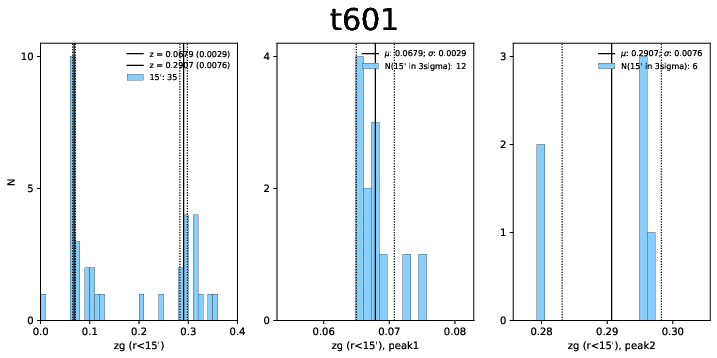 t601
z = 0.0679 (0.0029)
z = 0.2907 (0.0076)
15': 35
N
10
5
0
0.0
0.1
0.2
0.3
0.4
zg (r<15')
μ: 0.0679; σ: 0.0029
N(15' in 3sigma): 12
4
2
0
0.06
0.07
0.08
zg (r<15'), peak1
μ: 0.2907; σ: 0.0076
N(15' in 3sigma): 6
3
2
1
0
0.28
0.29
0.30
zg (r<15'), peak2